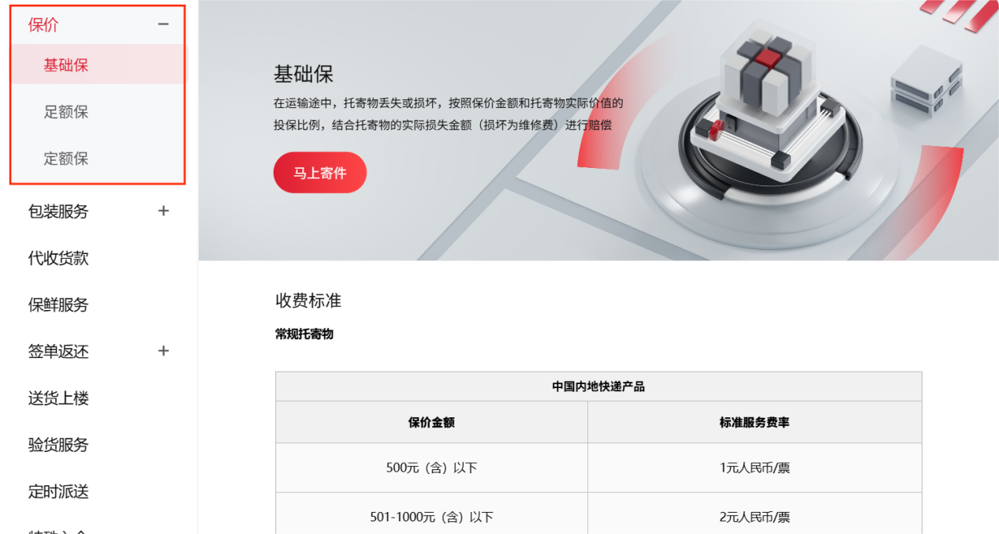 保价
基础保
足额保
定额保
包装服务
代收货款
保鲜服务
签单返还
送货上楼
验货服务
定时派送
基础保
在运输途中，托寄物丢失或损坏，按照保价金额和托寄物实际价值的
投保比例，结合托寄物的实际损失金额（损坏为维修费）进行赔偿
马上寄件
收费标准
常规托寄物
中国内地快递产品
保价金额 标准服务费率
500元（含）以下 1元人民币/票
501-1000元（含）以下 2元人民币/票